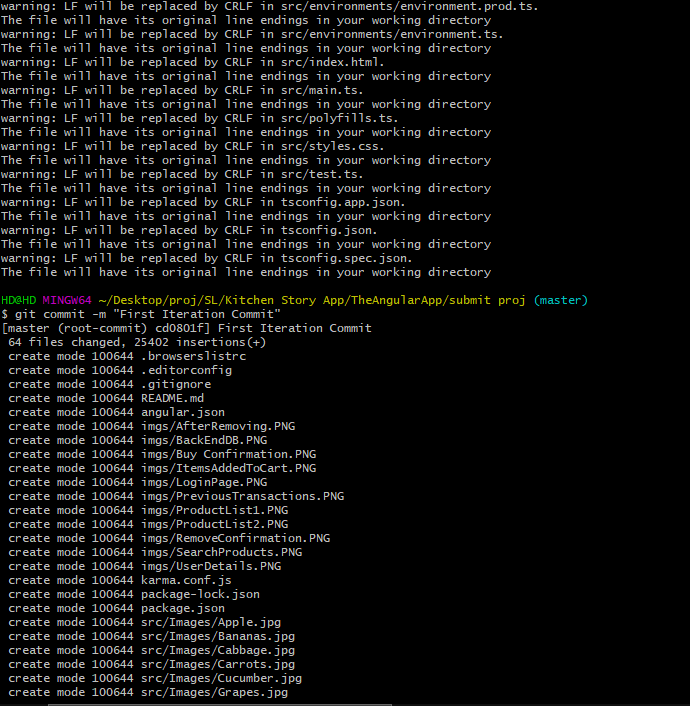 warning: LF will be replaced by CRLF in src/environments/environment.prod.ts.
The file will have its original line endings in your working directory
warning: LF will be replaced by CRLF in src/environments/environment.ts.
The file will have its original line endings in your working directory
warning: LF will be replaced by CRLF in src/index.html.
The file will have its original line endings in your working directory
warning: LF will be replaced by CRLF in src/main.ts.
The file will have its original line endings in your working directory
warning: LF will be replaced by CRLF in src/polyfills.ts.
The file will have its original line endings in your working directory
warning: LF will be replaced by CRLF in src/styles.css.
The file will have its original line endings in your working directory
warning: LF will be replaced by CRLF in src/test.ts.
The file will have its original line endings in your working directory
warning: LF will be replaced by CRLF in tsconfig.app.json.
The file will have its original line endings in your working directory
warning: LF will be replaced by CRLF in tsconfig.json.
The file will have its original line endings in your working directory
warning: LF will be replaced by CRLF in tsconfig.spec.json.
The file will have its original line endings in your working directory
HD@HD MINGW64 ~/Desktop/proj/SL/Kitchen Story App/TheAngularApp/submit proj (master)
$ git commit -m "First Iteration Commit"
[master (root-commit) cd0801f] First Iteration Commit
64 files changed, 25402 insertions(+)
create mode 100644 .browserslistrc
create mode 100644 .editorconfig
create mode 100644 .gitignore
create mode 100644 README.md
create mode 100644 angular.json
create mode 100644 imgs/AfterRemoving.PNG
create mode 100644 imgs/BackEndDB.PNG
create mode 100644 imgs/Buy Confirmation.PNG
create mode 100644 imgs/ItemsAddedToCart.PNG
create mode 100644 imgs/LoginPage.PNG
create mode 100644 imgs/PreviousTransactions.PNG
create mode 100644 imgs/ProductList1.PNG
create mode 100644 imgs/ProductList2.PNG
create mode 100644 imgs/RemoveConfirmation.PNG
create mode 100644 imgs/SearchProducts.PNG
create mode 100644 imgs/UserDetails.PNG
create mode 100644 karma.conf.js
create mode 100644 package-lock.json
create mode 100644 package.json
create mode 100644 src/Images/Apple.jpg
create mode 100644 src/Images/Bananas.jpg
create mode 100644 src/Images/Cabbage.jpg
create mode 100644 src/Images/Carrots.jpg
create mode 100644 src/Images/Cucumber.jpg
create mode 100644 src/Images/Grapes.jpg